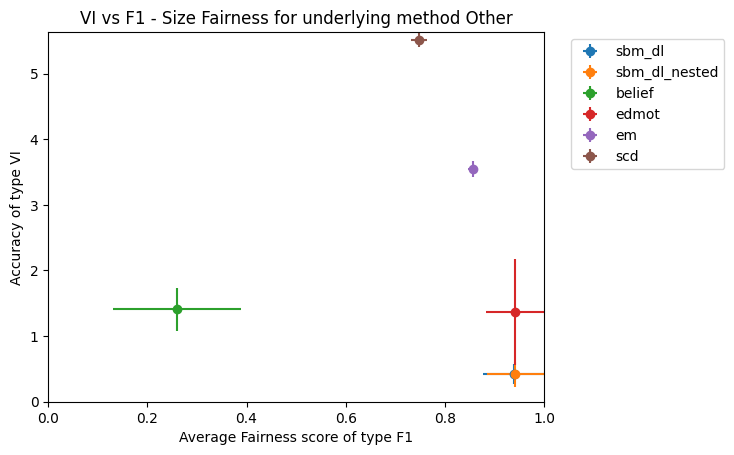 VI vs F1 - Size Fairness for underlying method Other
Accuracy of type VI
5
4
3
2
1
0
0.0 0.2 0.4 0.6 0.8 1.0
Average Fairness score of type F1
sbm_dl
sbm_dl_nested
belief
edmot
em
scd